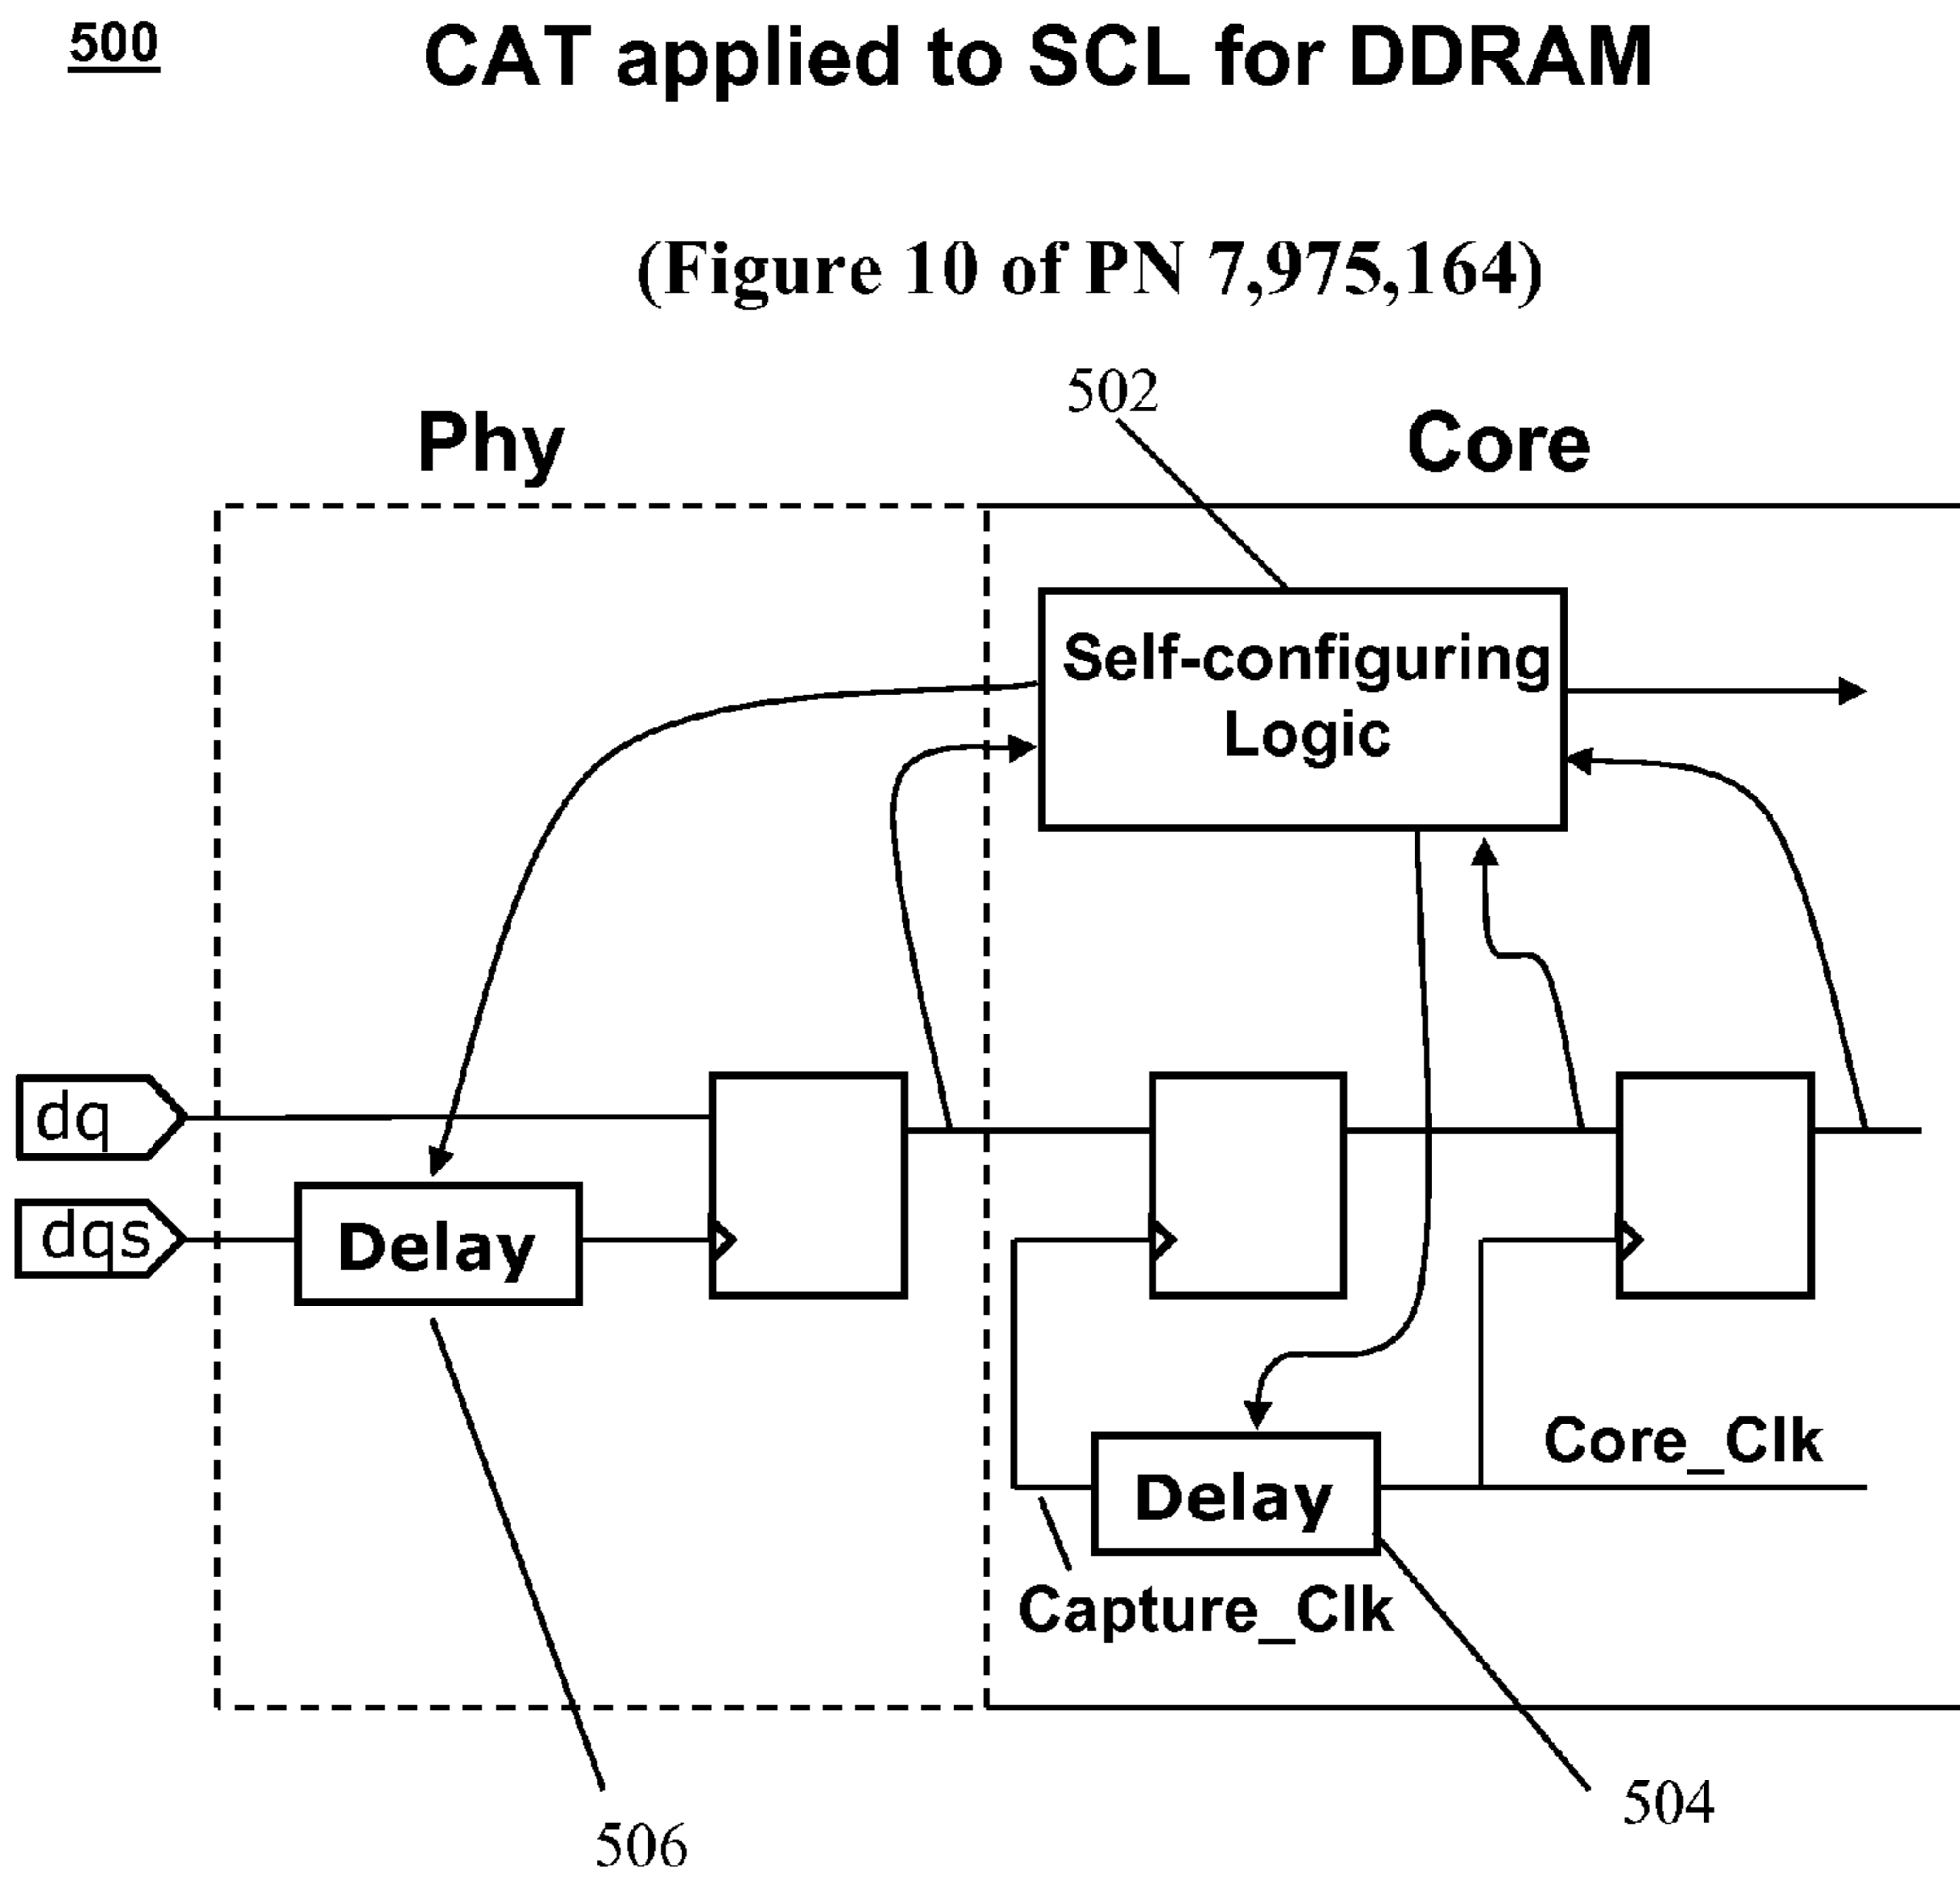 500
CAT applied to SCL for DDRAM
(Figure 10 of PN 7,975,164)
502
Phy
Core
Self-configuring
Logic
dq
dqs
Delay
Core_Clk
Delay
Capture_Clk
504
506